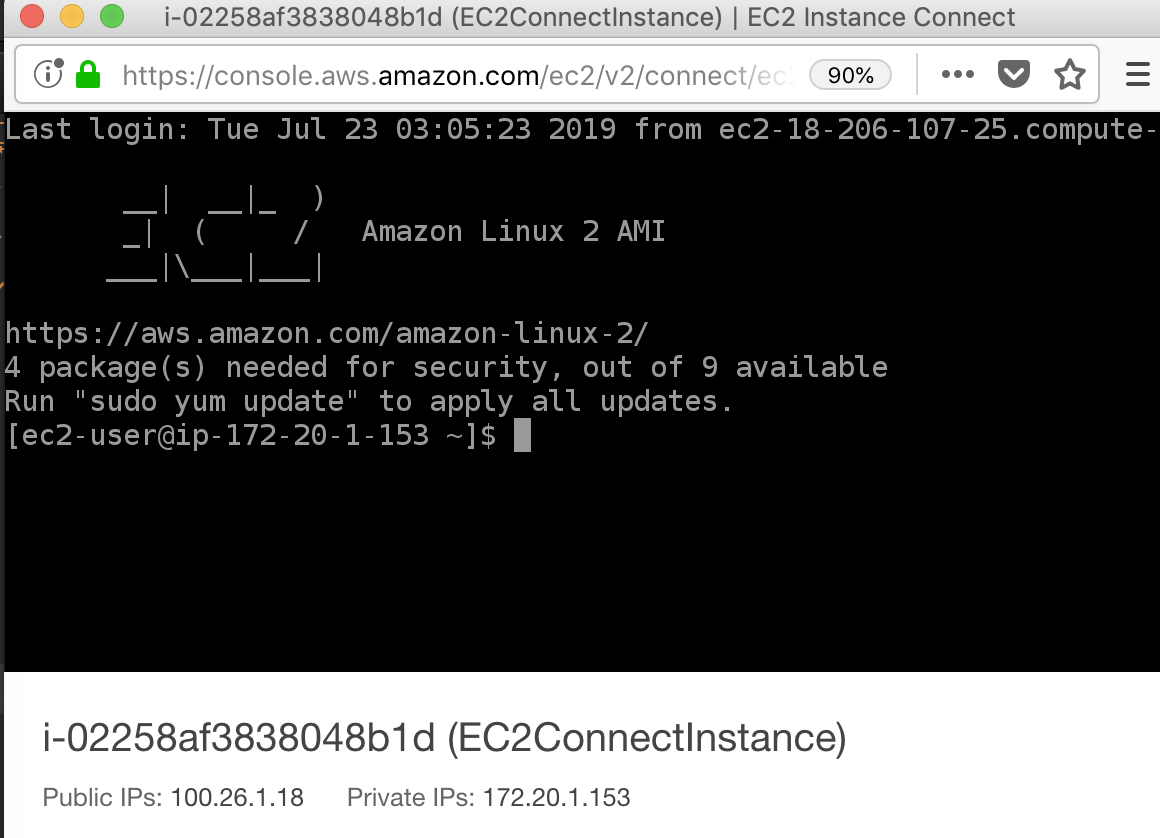 i-02258af3838048b1d (EC2ConnectInstance) | EC2 Instance Connect
https://console.aws.amazon.com/ec2/v2/connect/ec 90%
Last login: Tue Jul 23 03:05:23 2019 from ec2-18-206-107-25.compute-
       __|  __|_  )
       _|  (     /   Amazon Linux 2 AMI
      ___|\___|___|
https://aws.amazon.com/amazon-linux-2/
4 package(s) needed for security, out of 9 available
Run "sudo yum update" to apply all updates.
[ec2-user@ip-172-20-1-153 ~]$
i-02258af3838048b1d (EC2ConnectInstance)
Public IPs: 100.26.1.18 Private IPs: 172.20.1.153